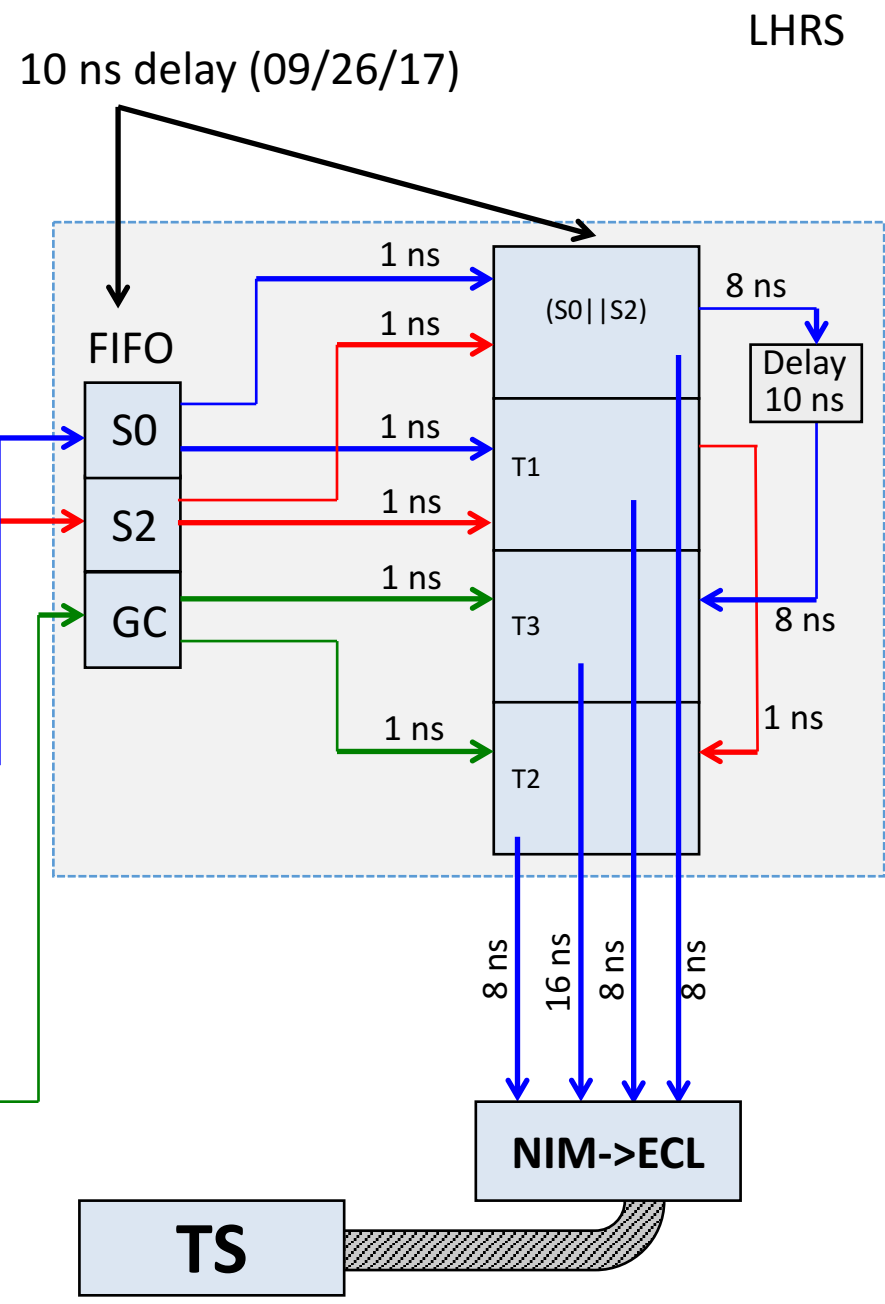 LHRS
10 ns delay (09/26/17)
1 ns
(S0||S2)
8 ns
1 ns
FIFO
Delay
10 ns
S0
1 ns
T1
S2
1 ns
1 ns
GC
T3
8 ns
1 ns
1 ns
T2
8 ns
16 ns
8 ns
8 ns
NIM->ECL
TS